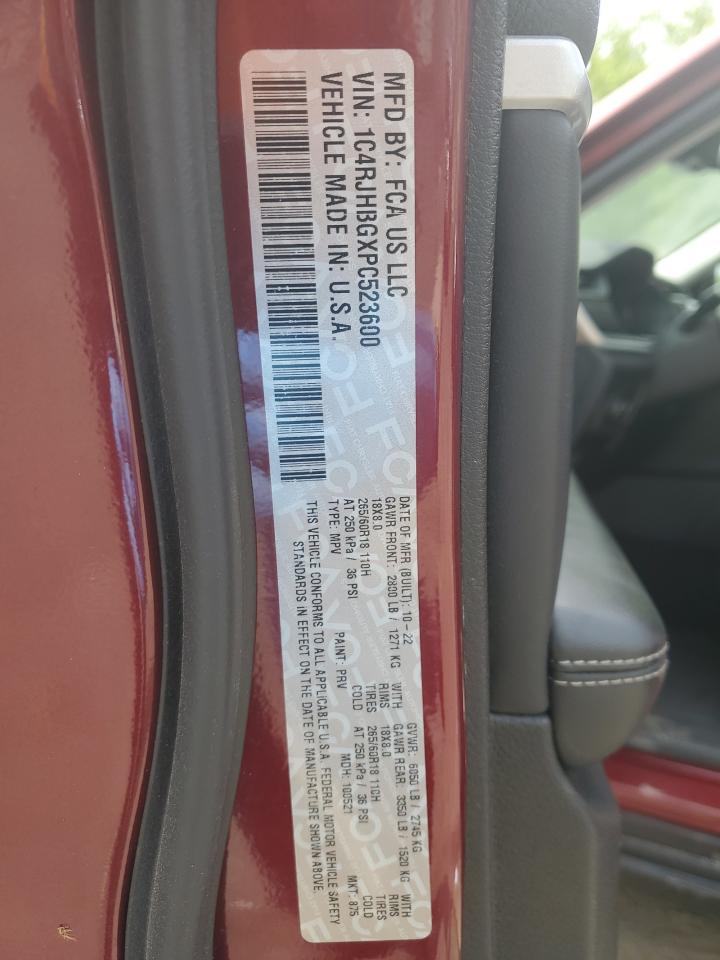 MFD BY: FCA US LLC
VIN: 1C4RJHBGXPC523600
VEHICLE MADE IN: U.S.A.
DATE OF MFR (BUILT): 10-22 GVWR: 6050 LB / 2745 KG
GAWR FRONT: 2800 LB / 1271 KG WITH GAWR REAR: 3350 LB / 1520 KG WITH
18X8.0 RIMS 18X8.0 RIMS
265/60R18 110H TIRES 265/60R18 110H TIRES
AT 250 kPa / 36 PSI COLD AT 250 kPa / 36 PSI COLD
TYPE: MPV PAINT: PRV MDH: 100521 MKT: 875
THIS VEHICLE CONFORMS TO ALL APPLICABLE U.S.A. FEDERAL MOTOR VEHICLE SAFETY
STANDARDS IN EFFECT ON THE DATE OF MANUFACTURE SHOWN ABOVE.